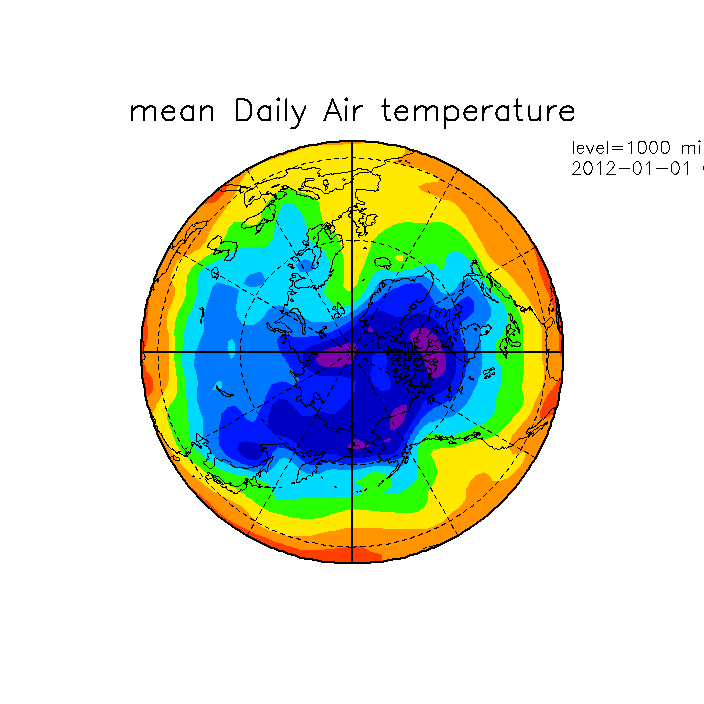 mean Daily Air temperature
level=1000 mi
2012-01-01